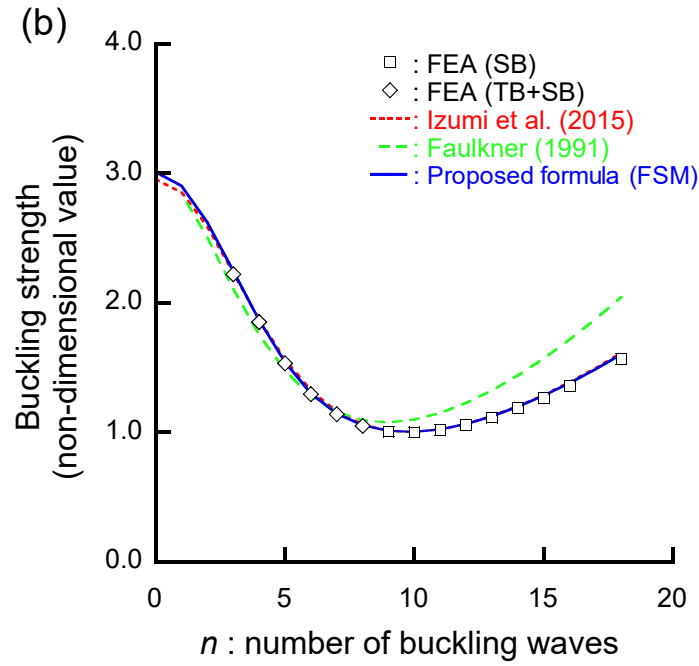 (b)
4.0
3.0
2.0
1.0
0.0
Buckling strength
(non-dimensional value)
: FEA (SB)
: FEA (TB+SB)
: Izumi et al. (2015)
: Faulkner (1991)
: Proposed formula (FSM)
0 5 10 15 20
n : number of buckling waves